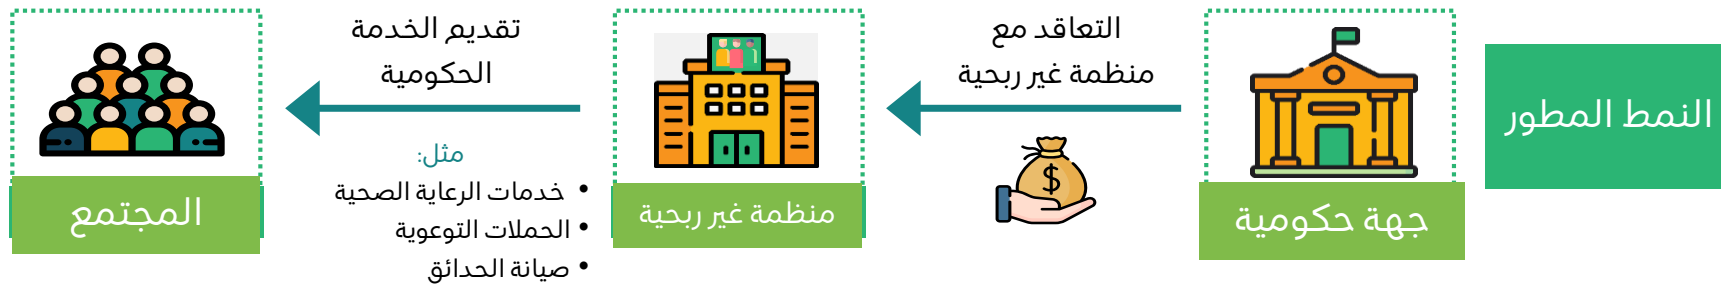 النمط المطور
جهة حكومية
التعاقد مع
منظمة غير ربحية
$
منظمة غير ربحية
تقديم الخدمة
الحكومية
مثل:
• خدمات الرعاية الصحية
• الحملات التوعوية
• صيانة الحدائق
المجتمع